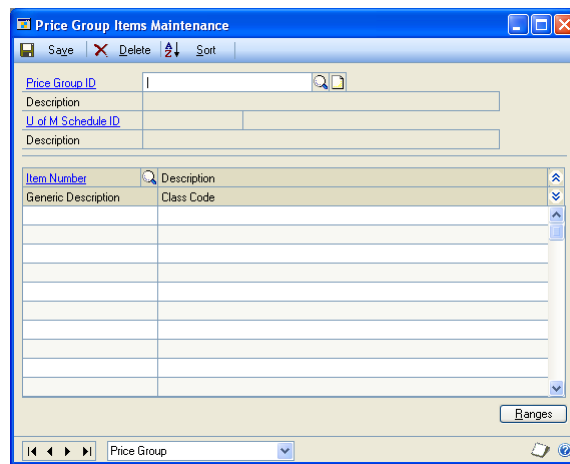 Price Group Items Maintenance
Save Delete Sort
Price Group ID
Description
U of M Schedule ID
Description
Item Number Description
Generic Description Class Code
Ranges
Price Group